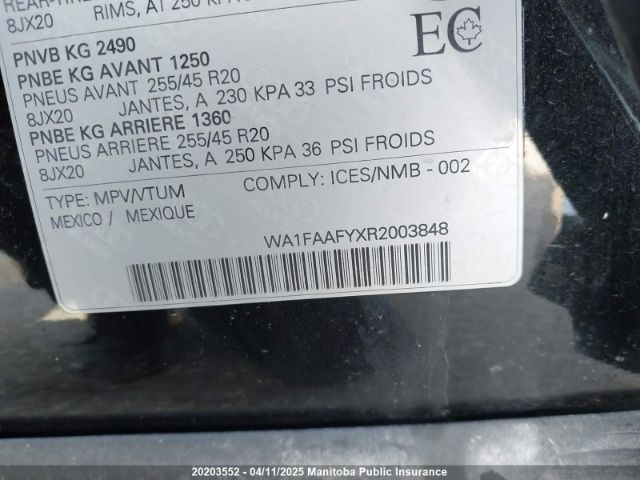 8JX20 RIMS, AT 250
PNVB KG 2490
PNBE KG AVANT 1250
PNEUS AVANT 255/45 R20
8JX20 JANTES, A 230 KPA 33 PSI FROIDS
PNBE KG ARRIERE 1360
PNEUS ARRIERE 255/45 R20
8JX20 JANTES, A 250 KPA 36 PSI FROIDS
EC
TYPE: MPV/VTUM COMPLY: ICES/NMB - 002
MEXICO / MEXIQUE
WA1FAAFYXR2003848
20203552 - 04/11/2025 Manitoba Public Insurance